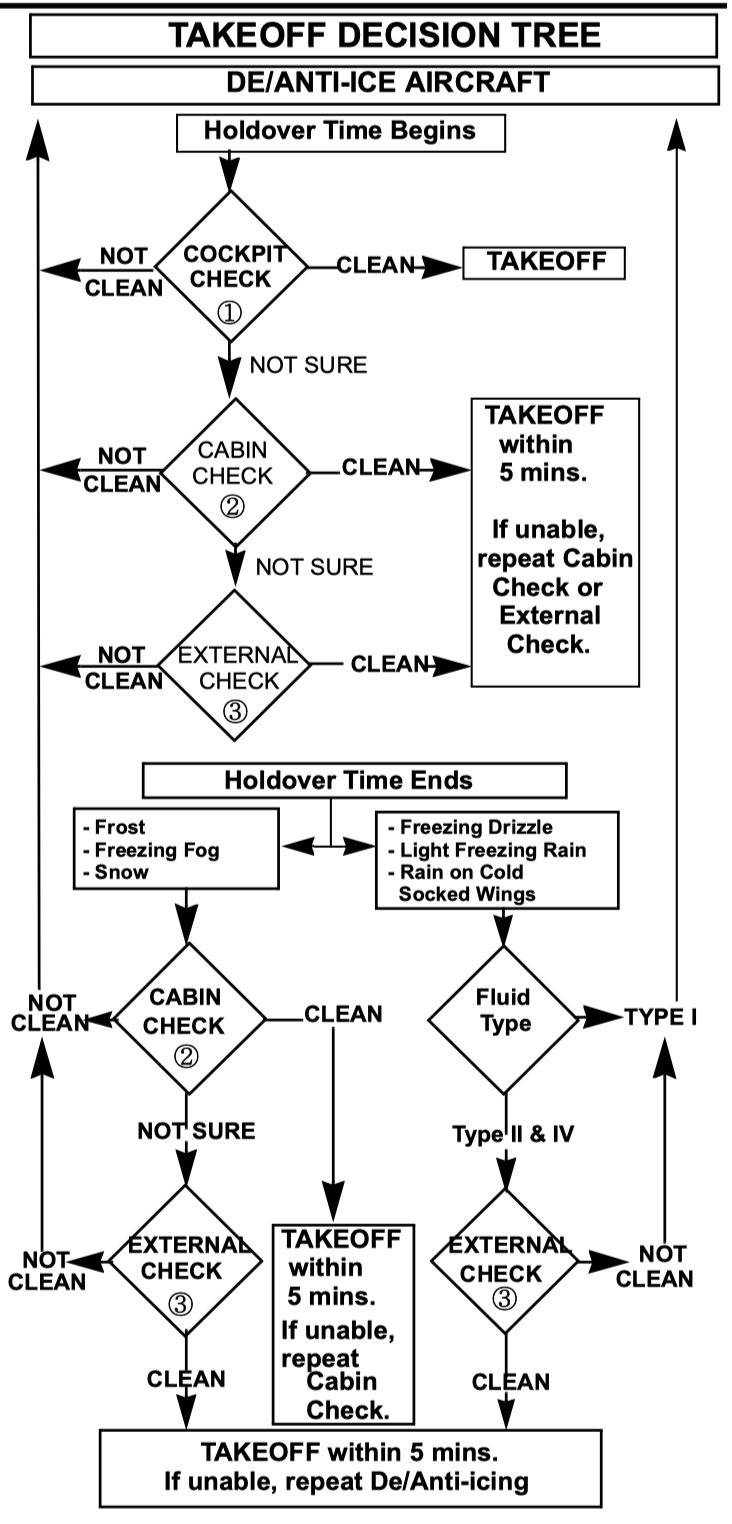 TAKEOFF DECISION TREE
DE/ANTI-ICE AIRCRAFT
Holdover Time Begins
NOT
CLEAN
COCKPIT
CHECK
①
CLEAN
TAKEOFF
NOT SURE
NOT
CLEAN
CABIN
CHECK
②
CLEAN
TAKEOFF
within
5 mins.
If unable,
repeat Cabin
Check or
External
Check.
NOT SURE
NOT
CLEAN
EXTERNAL
CHECK
③
CLEAN
Holdover Time Ends
- Frost
- Freezing Fog
- Snow
- Freezing Drizzle
- Light Freezing Rain
- Rain on Cold
Socked Wings
NOT
CLEAN
CABIN
CHECK
②
CLEAN
Fluid
Type
TYPE I
NOT SURE
Type II & IV
NOT
CLEAN
EXTERNAL
CHECK
③
TAKEOFF
within
5 mins.
If unable,
repeat
Cabin
Check.
EXTERNAL
CHECK
③
NOT
CLEAN
CLEAN
CLEAN
TAKEOFF within 5 mins.
If unable, repeat De/Anti-icing